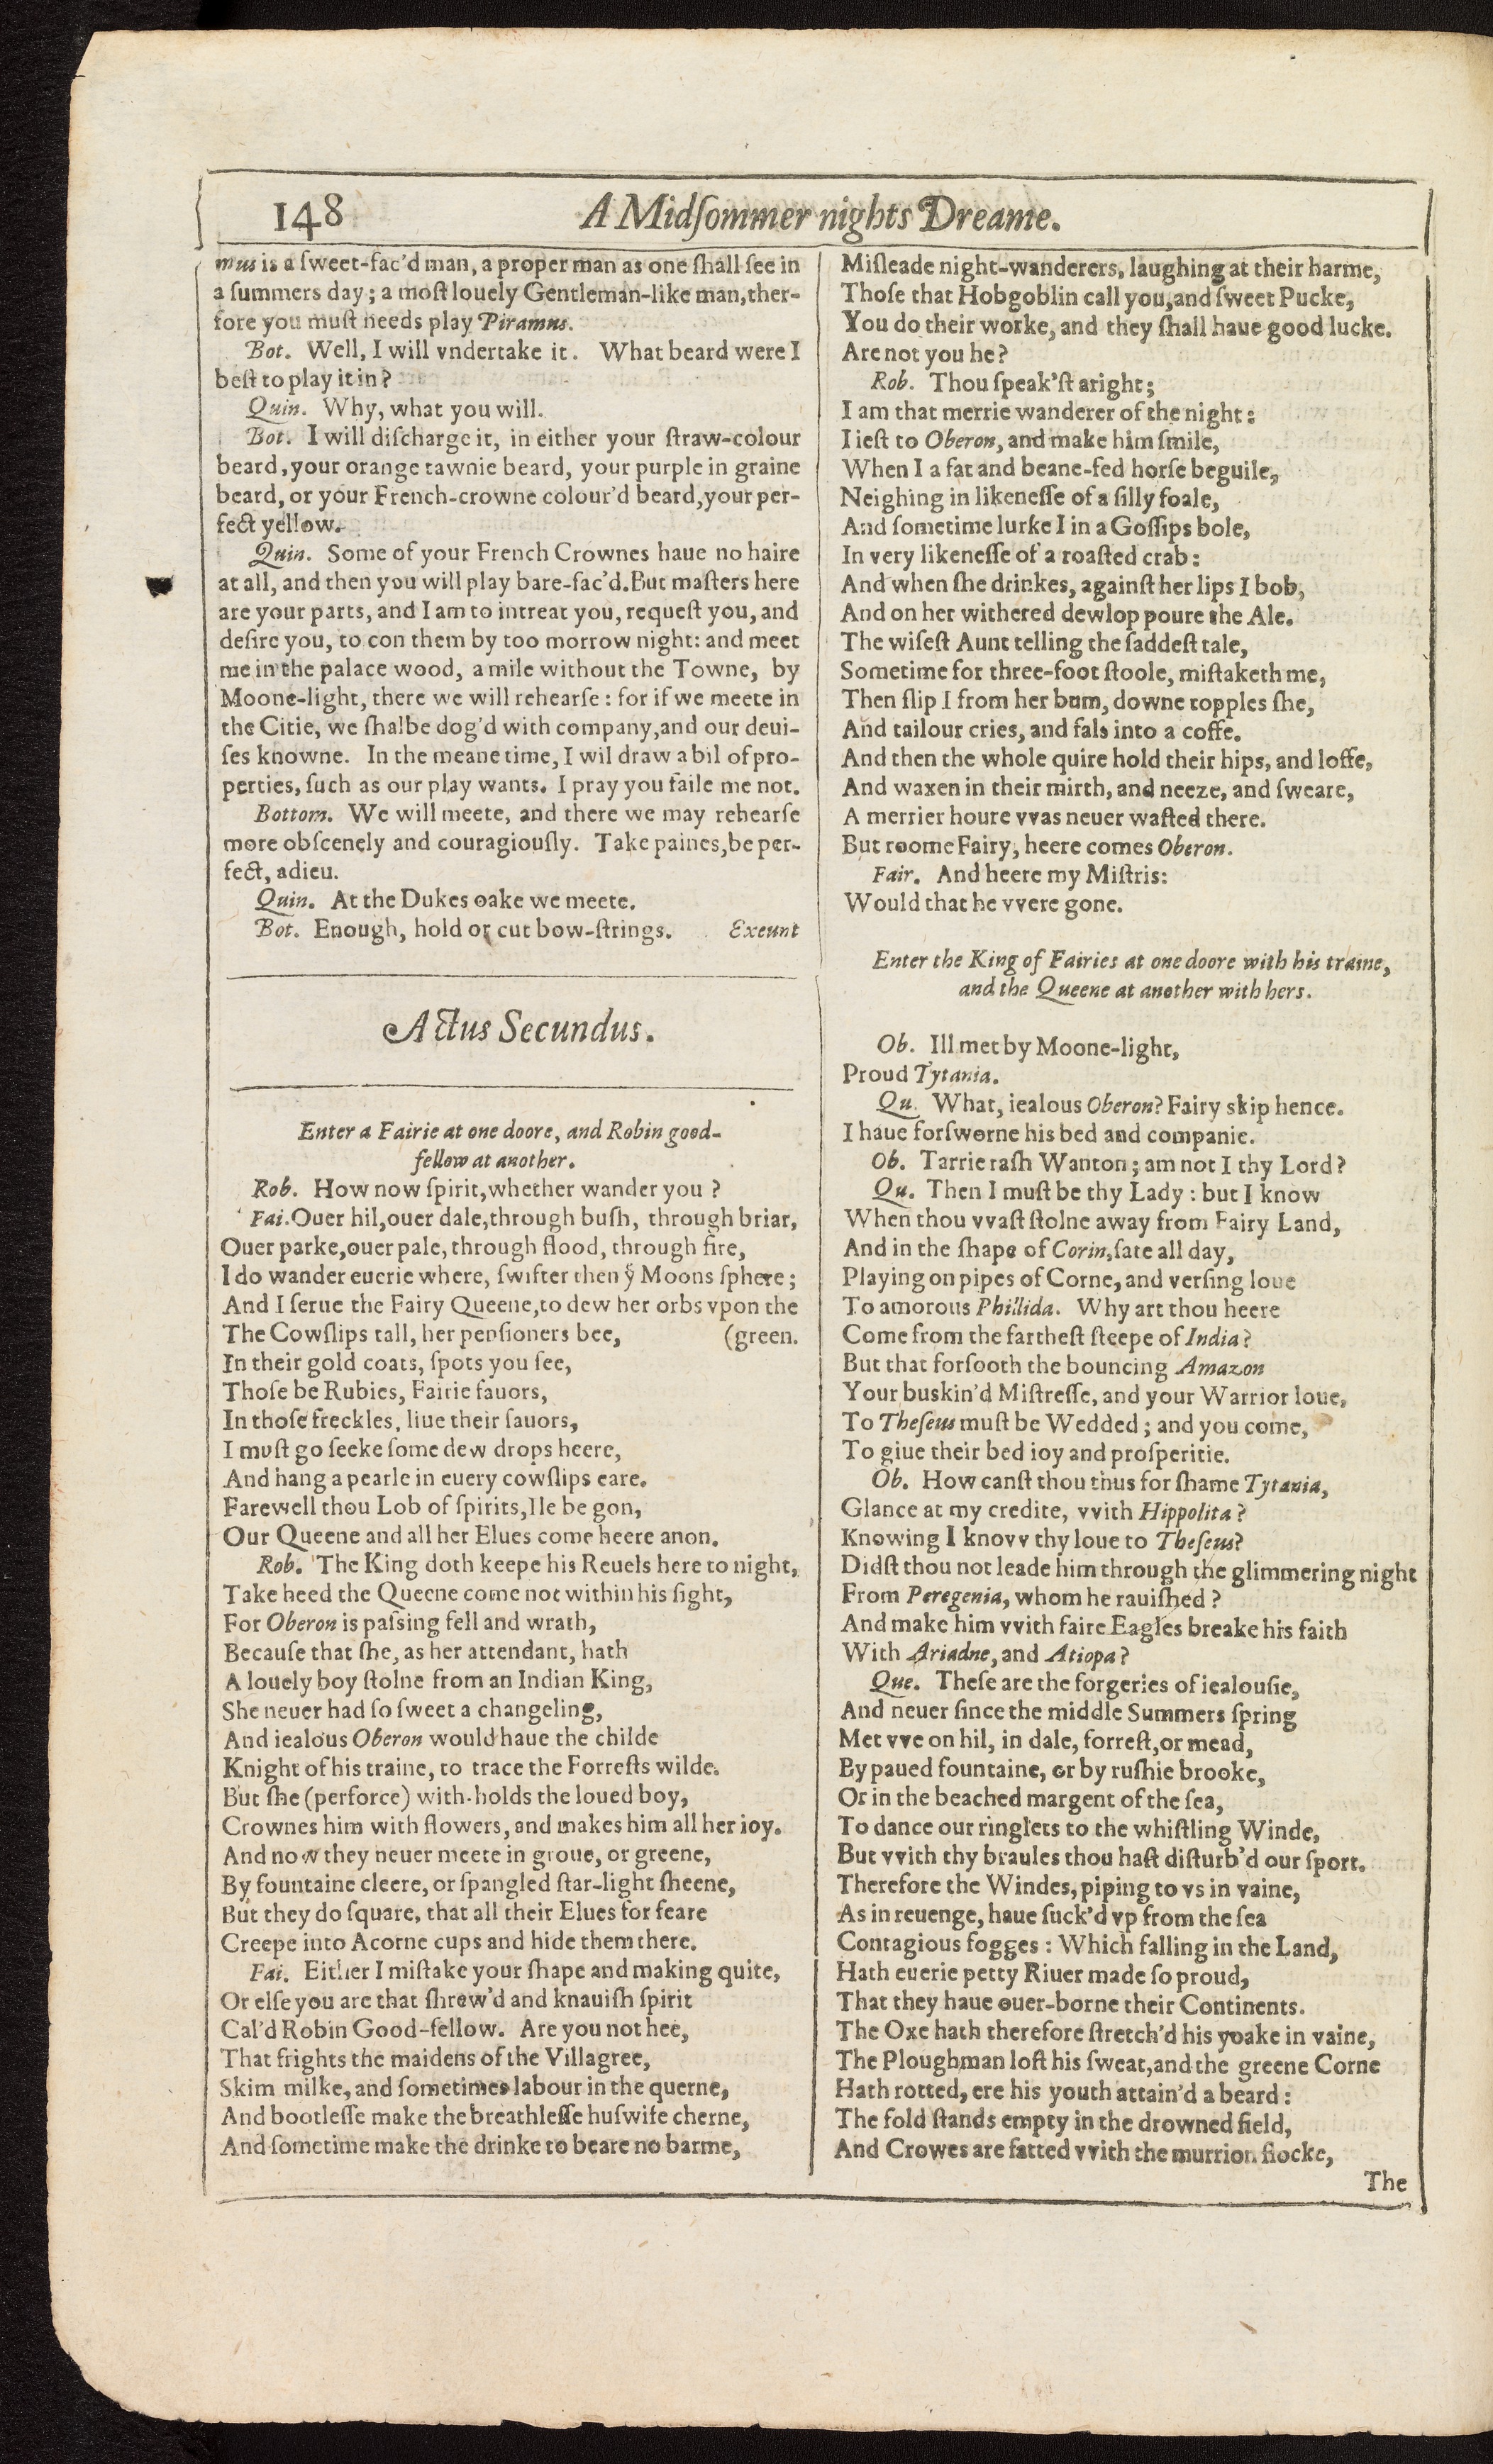 148
A Midſommer nights Dreame.
mus is a ſweet-fac'd man, a proper man as one ſhall ſee in
a ſummers day; a moſt louely Gentleman-like man, ther-
fore you muſt needs play Piramus.
Bot. Well, I will vndertake it. What beard were I
beſt to play it in?
Quin. Why, what you will.
Bot. I will diſcharge it, in either your ſtraw-colour
beard, your orange tawnie beard, your purple in graine
beard, or your French-crowne colour'd beard, your per-
fect yellow.
Quin. Some of your French Crownes haue no haire
at all, and then you will play bare-fac'd. But maſters here
are your parts, and I am to intreat you, requeſt you, and
deſire you, to con them by too morrow night: and meet
me in the palace wood, a mile without the Towne, by
Moone-light, there we will rehearſe: for if we meete in
the Citie, we ſhalbe dog'd with company, and our deui-
ſes knowne. In the meane time, I wil draw a bil of pro-
perties, ſuch as our play wants. I pray you faile me not.
Bottom. We will meete, and there we may rehearſe
more obſcenely and couragiouſly. Take paines, be per-
fect, adieu.
Quin. At the Dukes oake we meete.
Bot. Enough, hold or cut bow-ſtrings. Exeunt
Actus Secundus.
Enter a Fairie at one doore, and Robin good-
fellow at another.
Rob. How now ſpirit, whether wander you?
Fai. Ouer hil, ouer dale, through buſh, through briar,
Ouer parke, ouer pale, through flood, through fire,
I do wander euerie where, ſwifter then yͤ Moons ſphere;
And I ſerue the Fairy Queene, to dew her orbs vpon the
The Cowſlips tall, her penſioners bee, (green.
In their gold coats, ſpots you ſee,
Thoſe be Rubies, Fairie fauors,
In thoſe freckles, liue their ſauors,
I muſt go ſeeke ſome dew drops heere,
And hang a pearle in euery cowſlips eare.
Farewell thou Lob of ſpirits, Ile be gon,
Our Queene and all her Elues come heere anon.
Rob. The King doth keepe his Reuels here to night,
Take heed the Queene come not within his ſight,
For Oberon is paſsing fell and wrath,
Becauſe that ſhe, as her attendant, hath
A louely boy ſtolne from an Indian King,
She neuer had ſo ſweet a changeling,
And iealous Oberon would haue the childe
Knight of his traine, to trace the Forreſts wilde.
But ſhe (perforce) with-holds the loued boy,
Crownes him with flowers, and makes him all her ioy.
And now they neuer meete in groue, or greene,
By fountaine cleere, or ſpangled ſtar-light ſheene,
But they do ſquare, that all their Elues for feare
Creepe into Acorne cups and hide them there.
Fai. Either I miſtake your ſhape and making quite,
Or elſe you are that ſhrew'd and knauiſh ſpirit
Cal'd Robin Good-fellow. Are you not hee,
That frights the maidens of the Villagree,
Skim milke, and ſometimes labour in the querne,
And bootleſſe make the breathleſſe huſwife cherne,
And ſometime make the drinke to beare no barme,
Miſleade night-wanderers, laughing at their harme,
Thoſe that Hobgoblin call you, and ſweet Pucke,
You do their worke, and they ſhall haue good lucke.
Are not you he?
Rob. Thou ſpeak'ſt aright;
I am that merrie wanderer of the night:
I ieſt to Oberon, and make him ſmile,
When I a fat and beane-fed horſe beguile,
Neighing in likeneſſe of a ſilly foale,
And ſometime lurke I in a Goſſips bole,
In very likeneſſe of a roaſted crab:
And when ſhe drinkes, againſt her lips I bob,
And on her withered dewlop poure the Ale.
The wiſeſt Aunt telling the ſaddeſt tale,
Sometime for three-foot ſtoole, miſtaketh me,
Then ſlip I from her bum, downe topples ſhe,
And tailour cries, and fals into a coffe.
And then the whole quire hold their hips, and loffe,
And waxen in their mirth, and neeze, and ſweare,
A merrier houre vvas neuer waſted there.
But roome Fairy, heere comes Oberon.
Fair. And heere my Miſtris:
Would that he vvere gone.
Enter the King of Fairies at one doore with his traine,
and the Queene at another with hers.
Ob. Ill met by Moone-light,
Proud Tytania.
Qu. What, iealous Oberon? Fairy skip hence.
I haue forſworne his bed and companie.
Ob. Tarrie raſh Wanton; am not I thy Lord?
Qu. Then I muſt be thy Lady: but I know
When thou vvaſt ſtolne away from Fairy Land,
And in the ſhape of Corin, ſate all day,
Playing on pipes of Corne, and verſing loue
To amorous Phillida. Why art thou heere
Come from the fartheſt ſteepe of India?
But that forſooth the bouncing Amazon
Your buskin'd Miſtreſſe, and your Warrior loue,
To Theſeus muſt be Wedded; and you come,
To giue their bed ioy and proſperitie.
Ob. How canſt thou thus for ſhame Tytania,
Glance at my credite, vvith Hippolita?
Knowing I knovv thy loue to Theſeus?
Didſt thou not leade him through the glimmering night
From Peregenia, whom he rauiſhed?
And make him vvith faire Eagles breake his faith
With Ariadne, and Atiopa?
Que. Theſe are the forgeries of iealouſie,
And neuer ſince the middle Summers ſpring
Met vve on hil, in dale, forreſt, or mead,
By paued fountaine, or by ruſhie brooke,
Or in the beached margent of the ſea,
To dance our ringlets to the whiſtling Winde,
But vvith thy braules thou haſt diſturb'd our ſport.
Therefore the Windes, piping to vs in vaine,
As in reuenge, haue ſuck'd vp from the ſea
Contagious fogges: Which falling in the Land,
Hath euerie petty Riuer made ſo proud,
That they haue ouer-borne their Continents.
The Oxe hath therefore ſtretch'd his yoake in vaine,
The Ploughman loſt his ſweat, and the greene Corne
Hath rotted, ere his youth attain'd a beard:
The fold ſtands empty in the drowned field,
And Crowes are fatted vvith the murrion flocke,
The